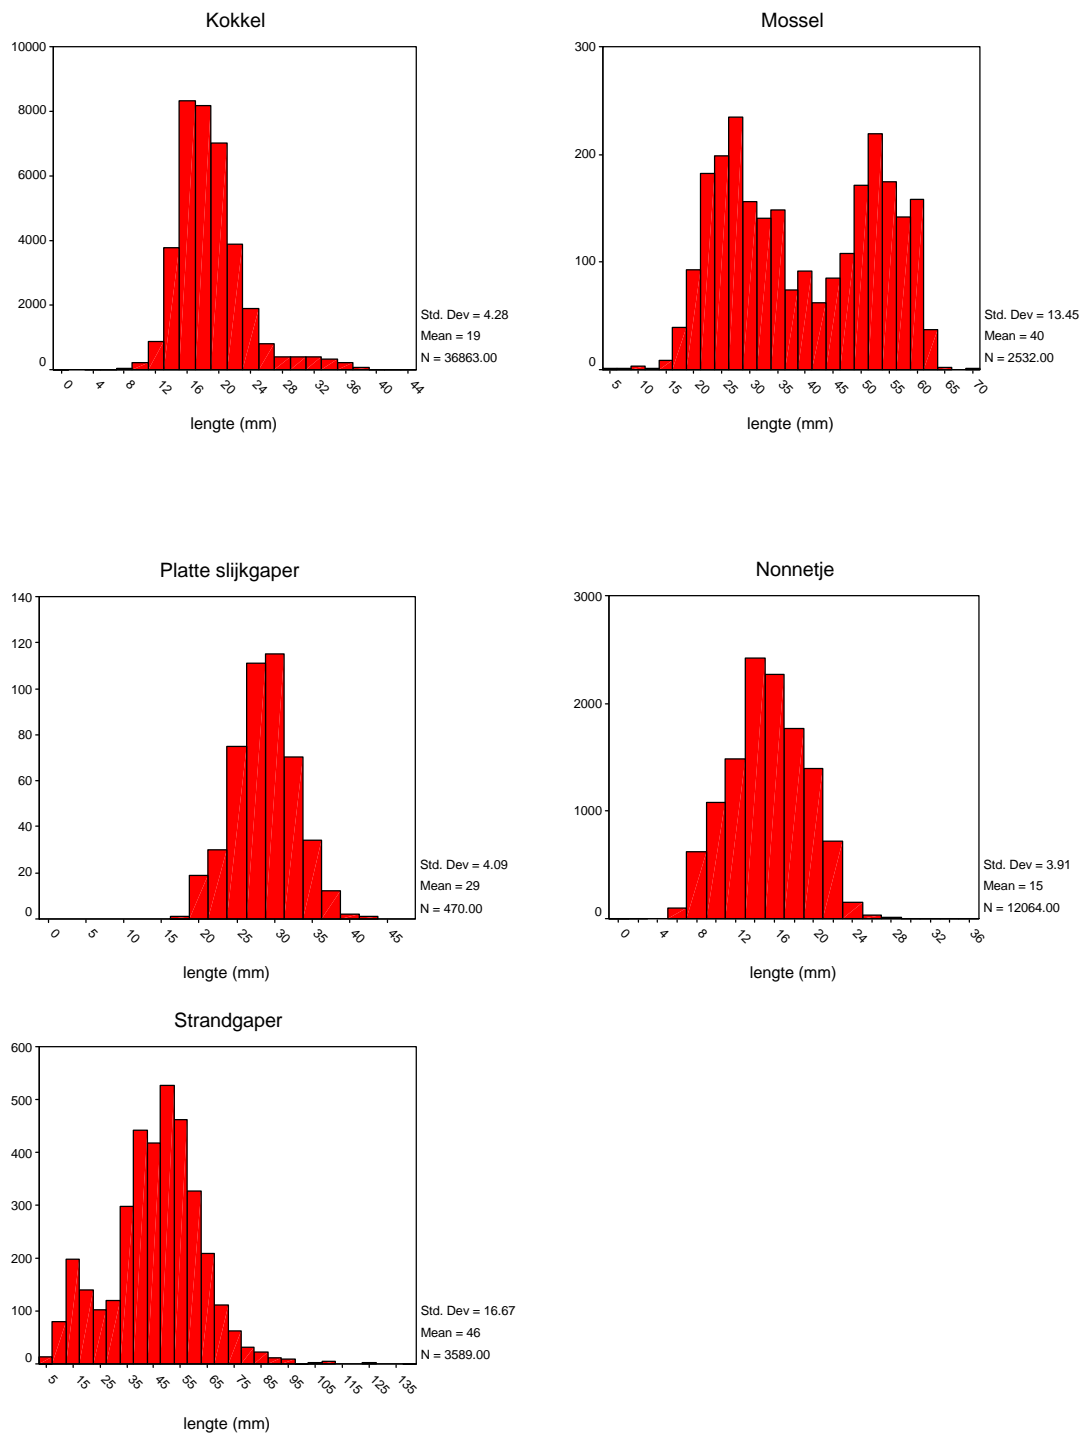 Kokkel
10000
8000
6000
4000
2000
0
0 4 8 12 16 20 24 28 32 36 40 44
lengte (mm)
Std. Dev = 4.28
Mean = 19
N = 36863.00
Mossel
300
200
100
0
5 10 15 20 25 30 35 40 45 50 55 60 65 70
lengte (mm)
Std. Dev = 13.45
Mean = 40
N = 2532.00
Platte slijkgaper
140
120
100
80
60
40
20
0
0 5 10 15 20 25 30 35 40 45
lengte (mm)
Std. Dev = 4.09
Mean = 29
N = 470.00
Nonnetje
3000
2000
1000
0
0 4 8 12 16 20 24 28 32 36
lengte (mm)
Std. Dev = 3.91
Mean = 15
N = 12064.00
Strandgaper
600
500
400
300
200
100
0
5 15 25 35 45 55 65 75 85 95 105 115 125 135
lengte (mm)
Std. Dev = 16.67
Mean = 46
N = 3589.00